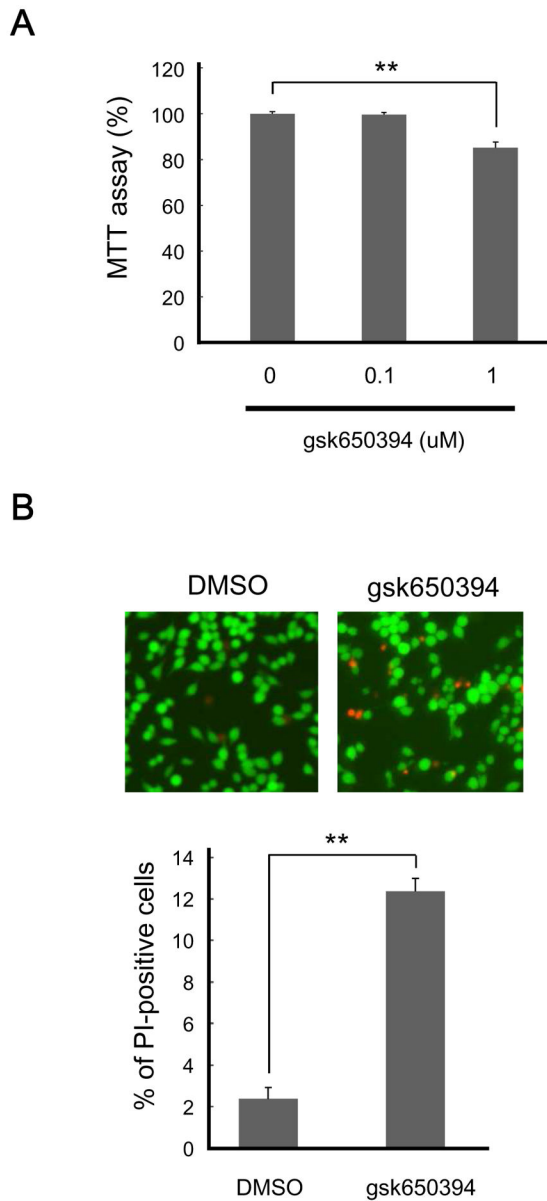 A
120
100
80
60
40
20
0
MTT assay (%)
**
0 0.1 1
gsk650394 (uM)
B
DMSO gsk650394
14
12
10
8
6
4
2
0
% of PI-positive cells
**
DMSO gsk650394